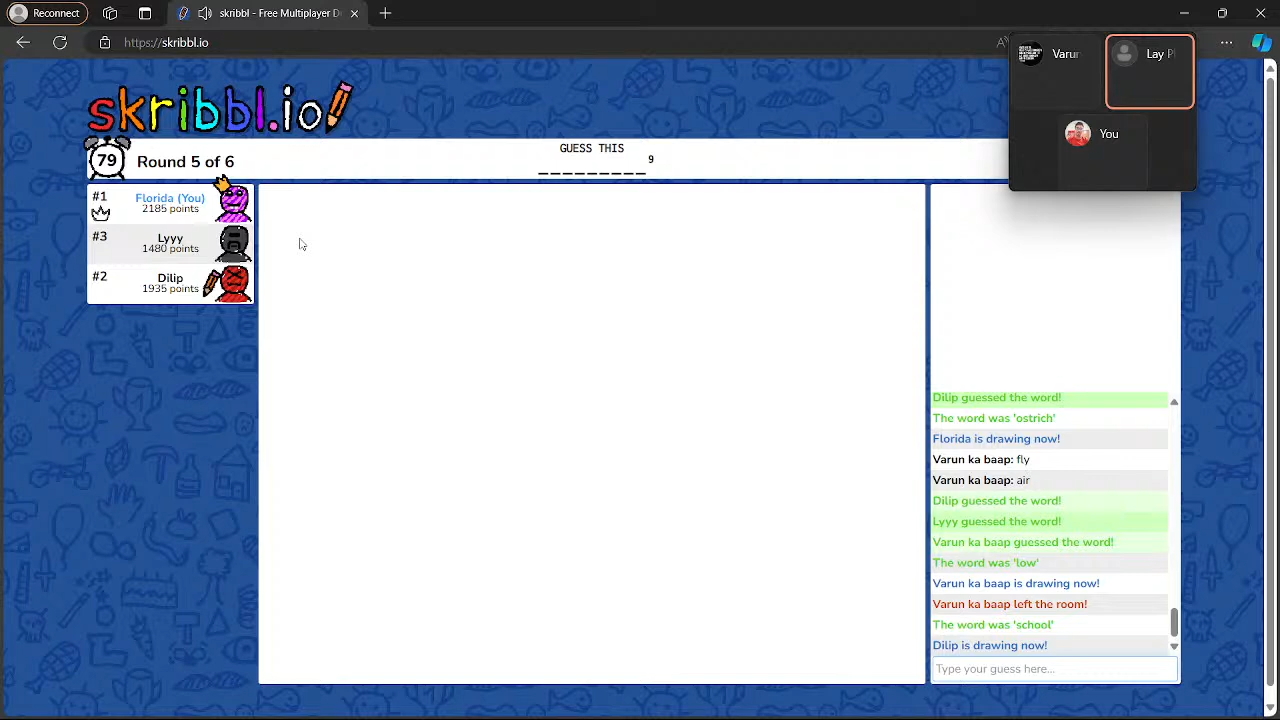 Reconnect
skribbl - Free Multiplayer D
https://skribbl.io
Varun
Lay P
You
skribbl.io
79
Round 5 of 6
GUESS THIS
_________ 9
#1
Florida (You)
2185 points
#3
Lyyy
1480 points
#2
Dilip
1935 points
Dilip guessed the word!
The word was 'ostrich'
Florida is drawing now!
Varun ka baap: fly
Varun ka baap: air
Dilip guessed the word!
Lyyy guessed the word!
Varun ka baap guessed the word!
The word was 'low'
Varun ka baap is drawing now!
Varun ka baap left the room!
The word was 'school'
Dilip is drawing now!
Type your guess here...